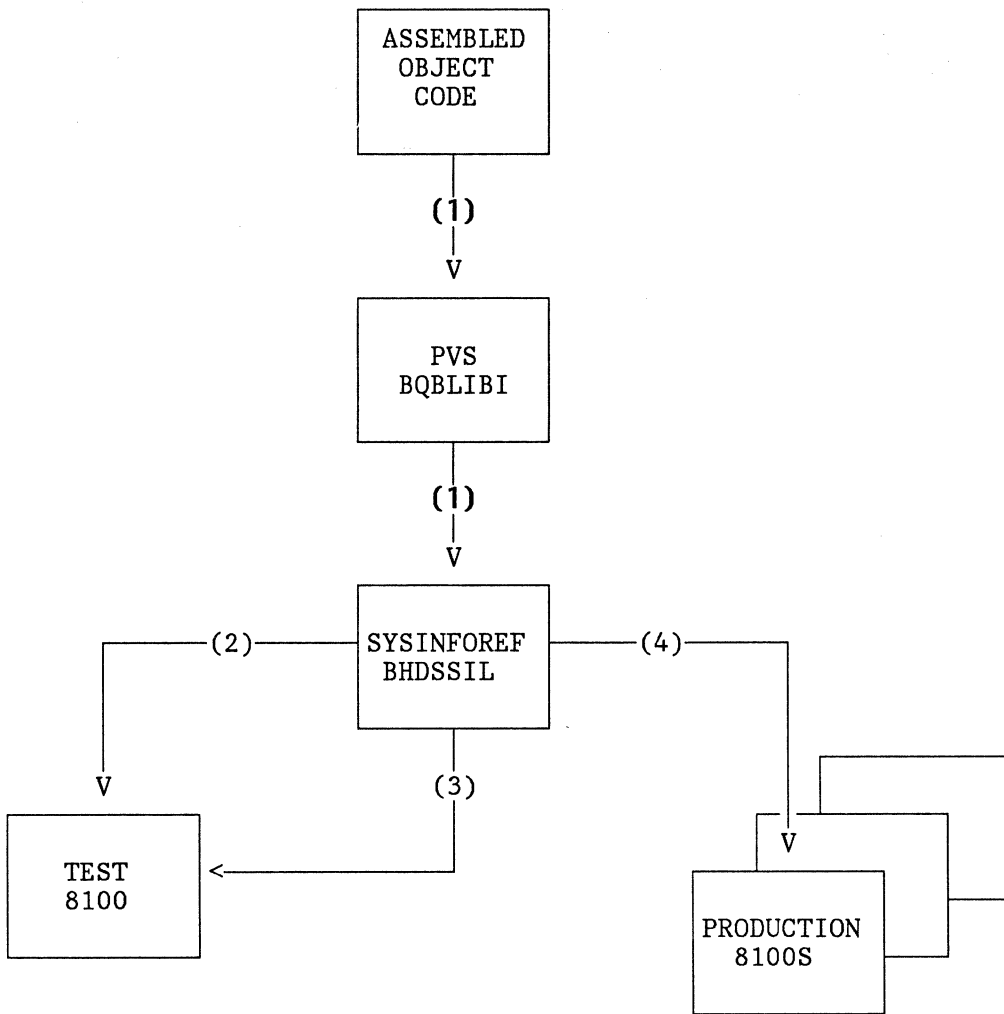 ASSEMBLED
OBJECT
CODE
(1)
V
PVS
BQBLIBI
(1)
V
SYSINFOREF
BHDSSIL
(2)
(4)
V
(3)
V
TEST
8100
<
PRODUCTION
8100S